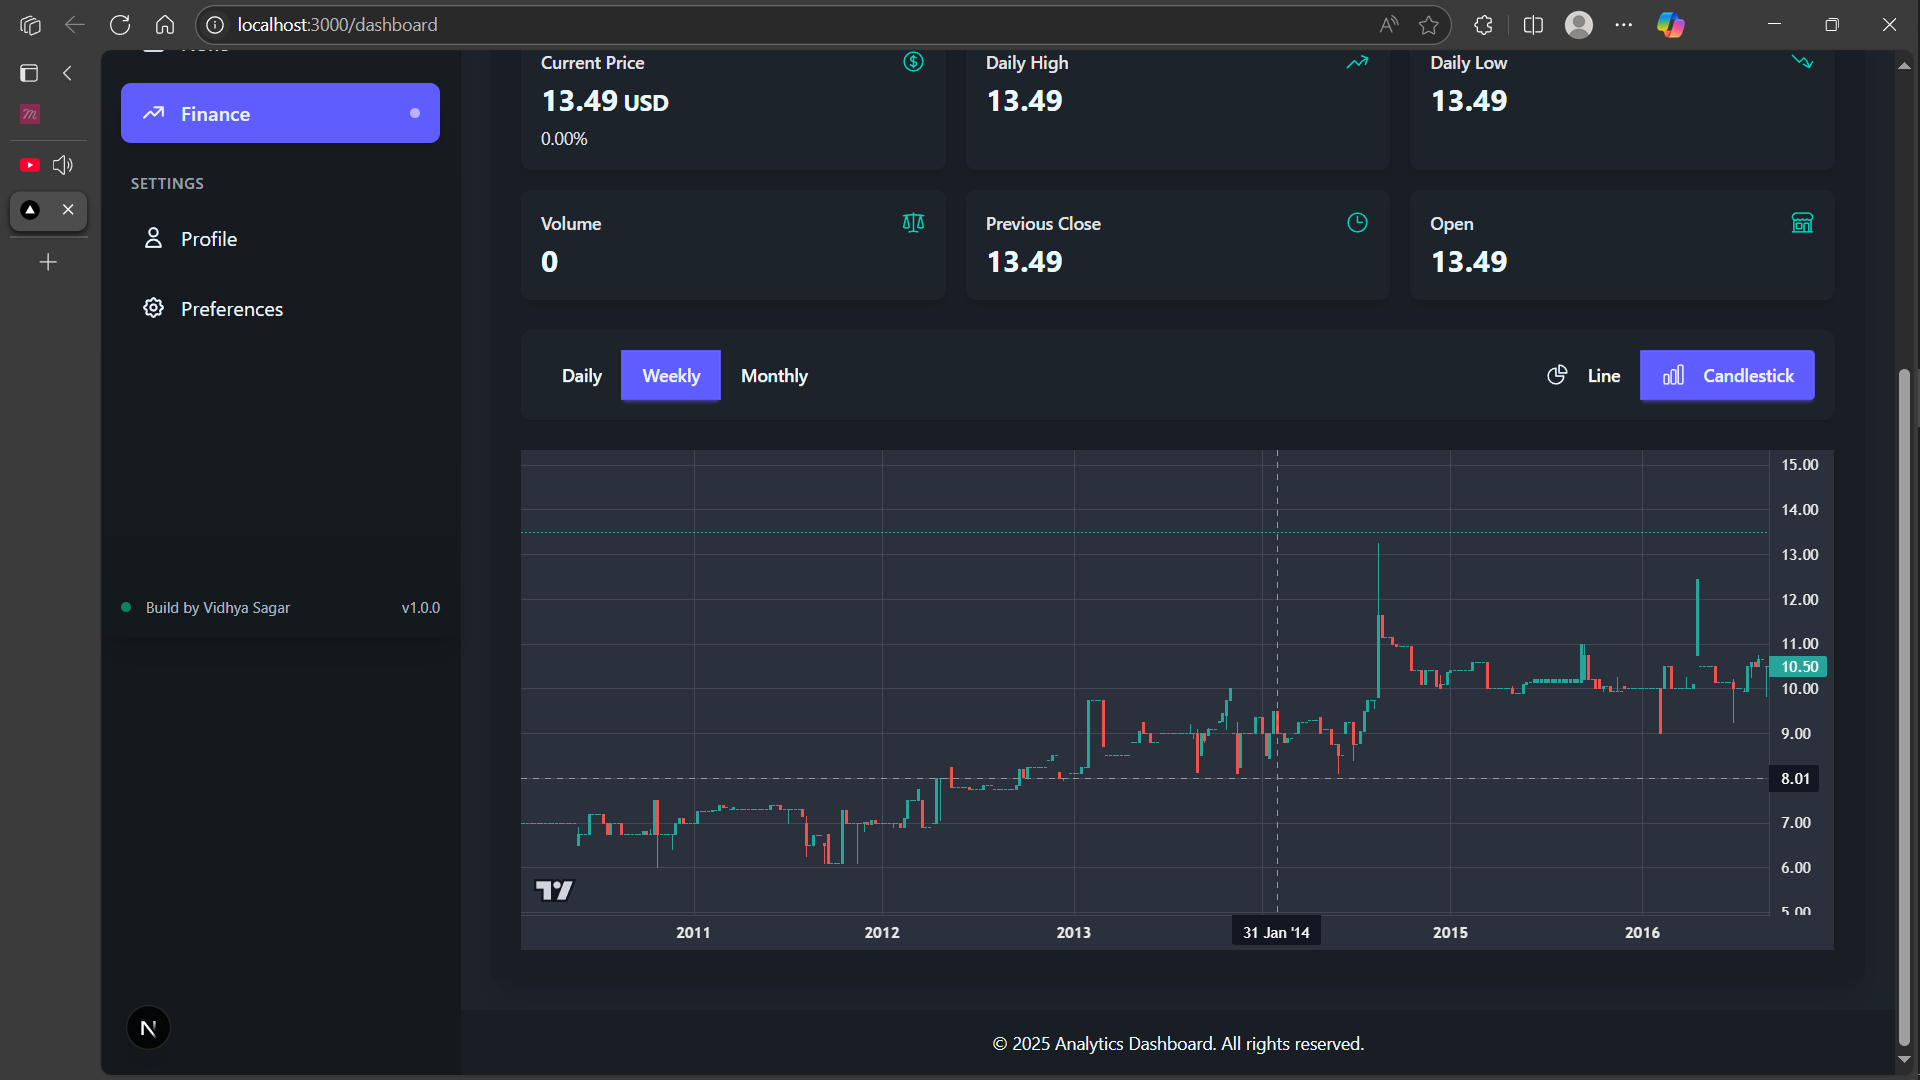 localhost:3000/dashboard
Finance
SETTINGS
Profile
Preferences
Build by Vidhya Sagar v1.0.0
Current Price
13.49 USD
0.00%
Daily High
13.49
Daily Low
13.49
Volume
0
Previous Close
13.49
Open
13.49
Daily Weekly Monthly Line Candlestick
15.00
14.00
13.00
12.00
11.00
10.50
10.00
9.00
8.01
7.00
6.00
5.00
2011 2012 2013 31 Jan '14 2015 2016
N
© 2025 Analytics Dashboard. All rights reserved.